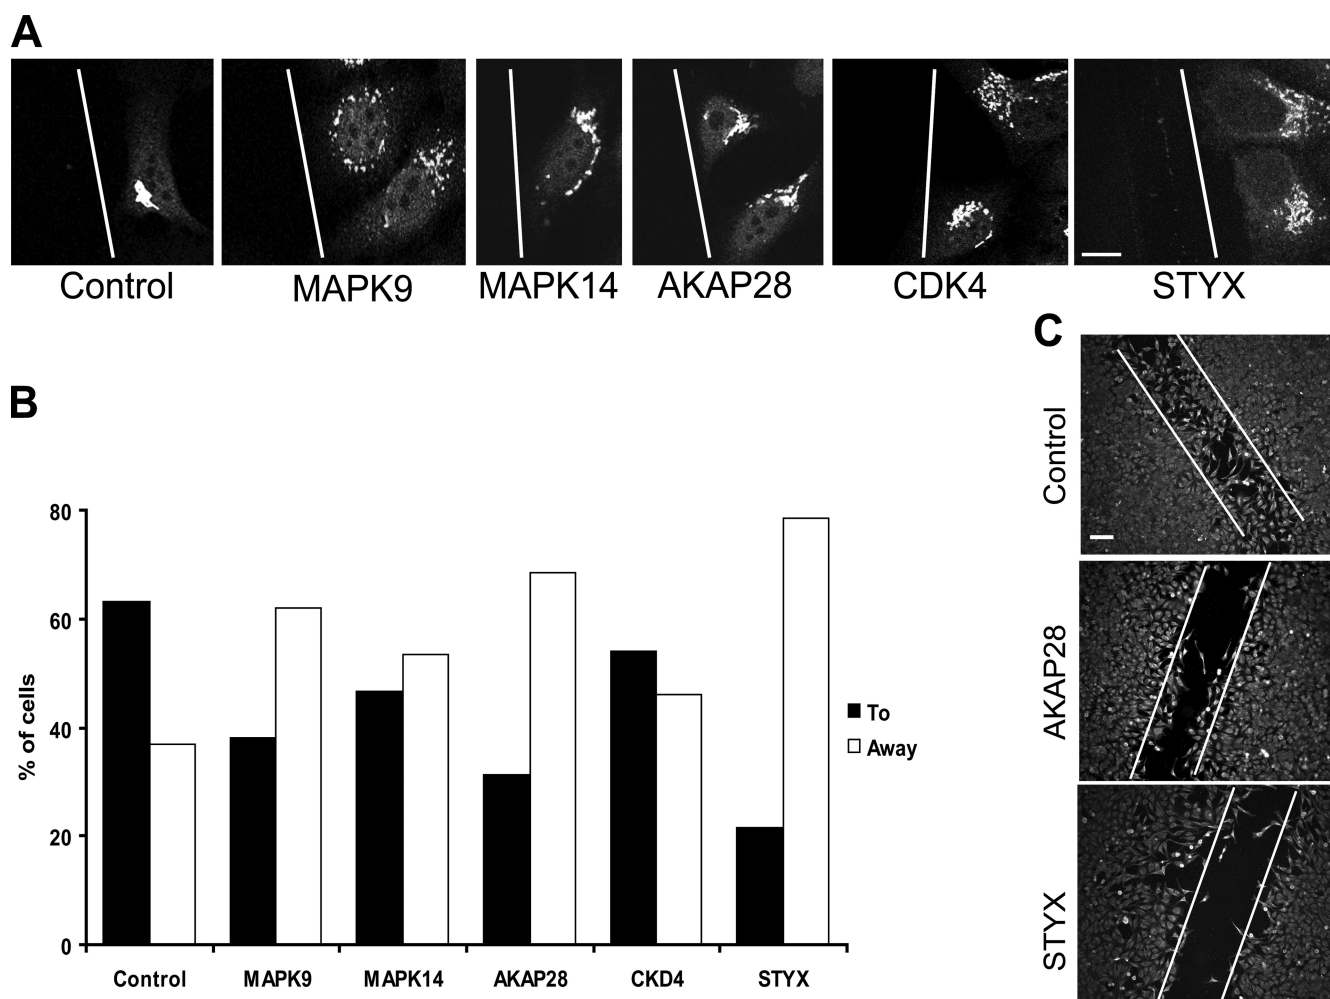 A
Control
MAPK9
MAPK14
AKAP28
CDK4
STYX
B
80
60
40
20
0
% of cells
Control
MAPK9
MAPK14
AKAP28
CKD4
STYX
To
Away
C
Control
AKAP28
STYX